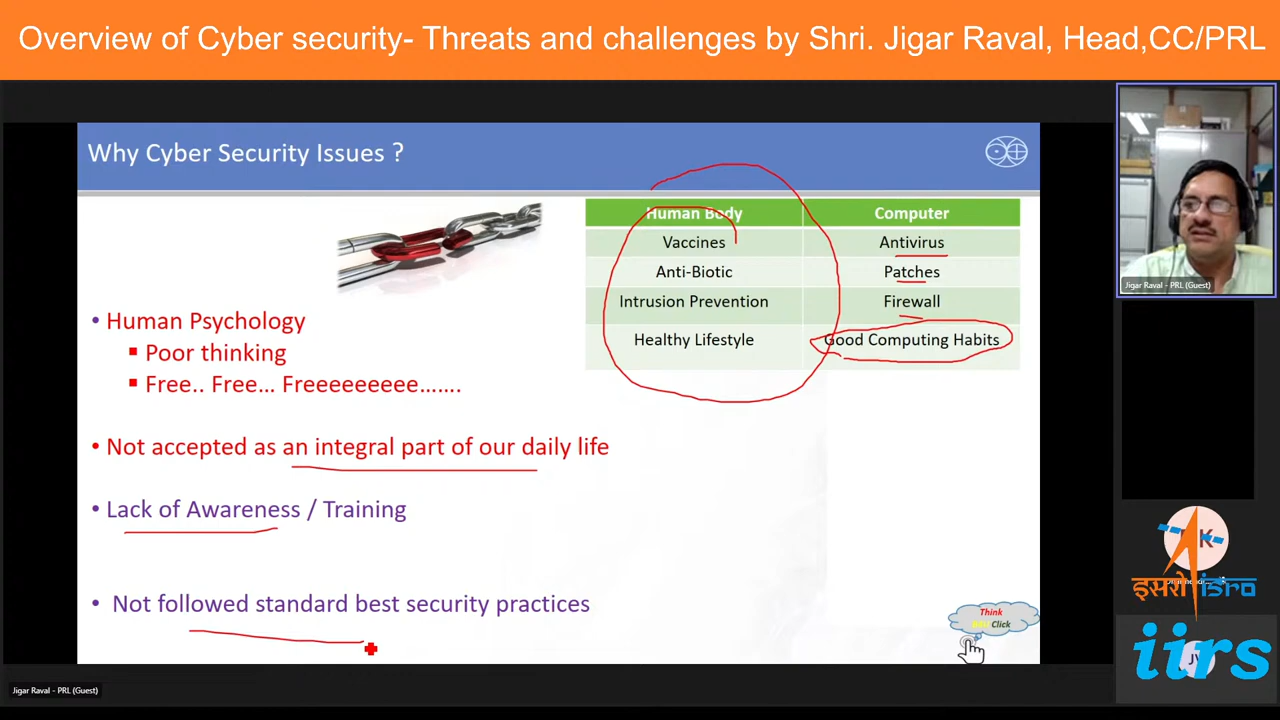 Overview of Cyber security- Threats and challenges by Shri. Jigar Raval, Head,CC/PRL
Why Cyber Security Issues ?
Human Body Computer
Vaccines Antivirus
Anti-Biotic Patches
Intrusion Prevention Firewall
Healthy Lifestyle Good Computing Habits
• Human Psychology
▪ Poor thinking
▪ Free.. Free... Freeeeeeeee.......
• Not accepted as an integral part of our daily life
• Lack of Awareness / Training
• Not followed standard best security practices
Think
Click
Jigar Raval - PRL (Guest)
K
इसरो isro
JY
iirs
Jigar Raval - PRL (Guest)